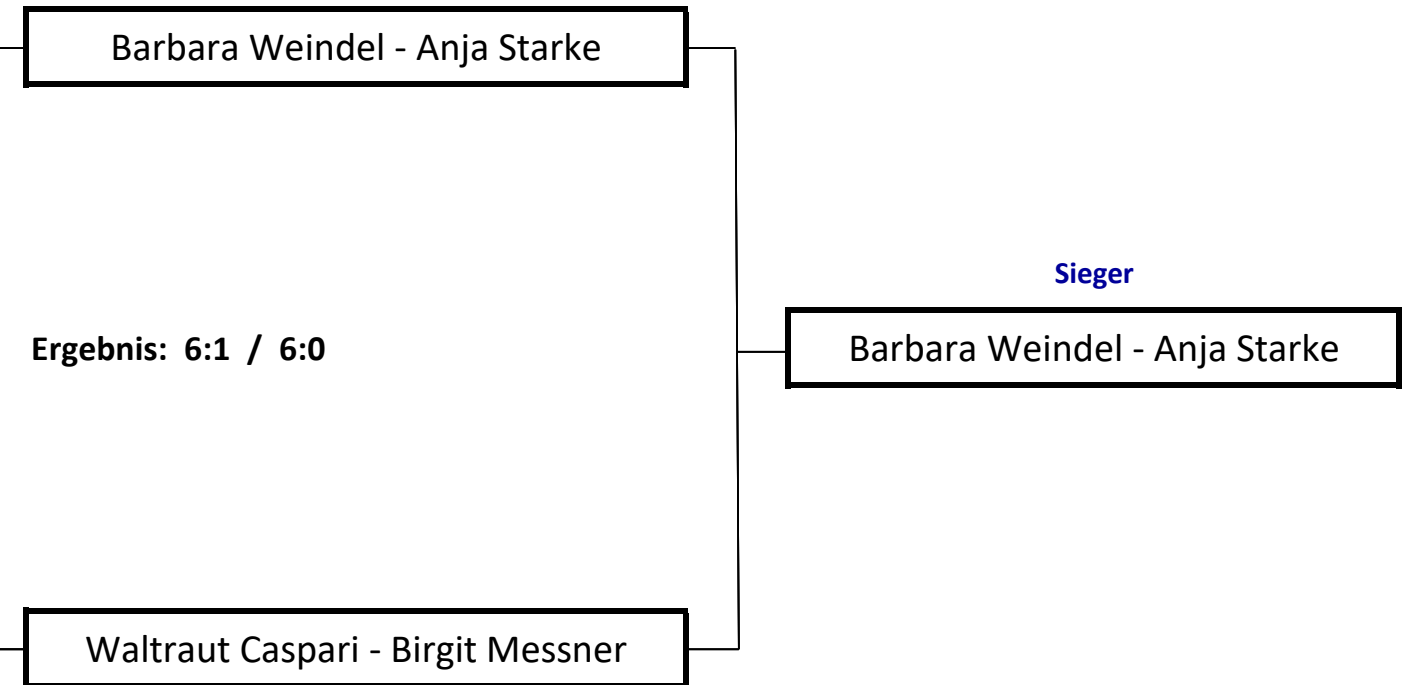 Barbara Weindel - Anja Starke
Sieger
Ergebnis: 6:1 / 6:0
Barbara Weindel - Anja Starke
Waltraut Caspari - Birgit Messner